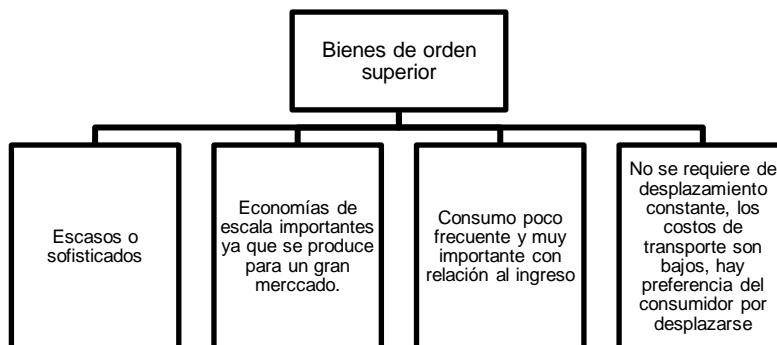 Bienes de orden
superior
Escasos o
sofisticados
Economías de
escala importantes
ya que se produce
para un gran
merccado.
Consumo poco
frecuente y muy
importante con
relación al ingreso
No se requiere de
desplazamiento
constante, los
costos de
transporte son
bajos, hay
preferencia del
consumidor por
desplazarse